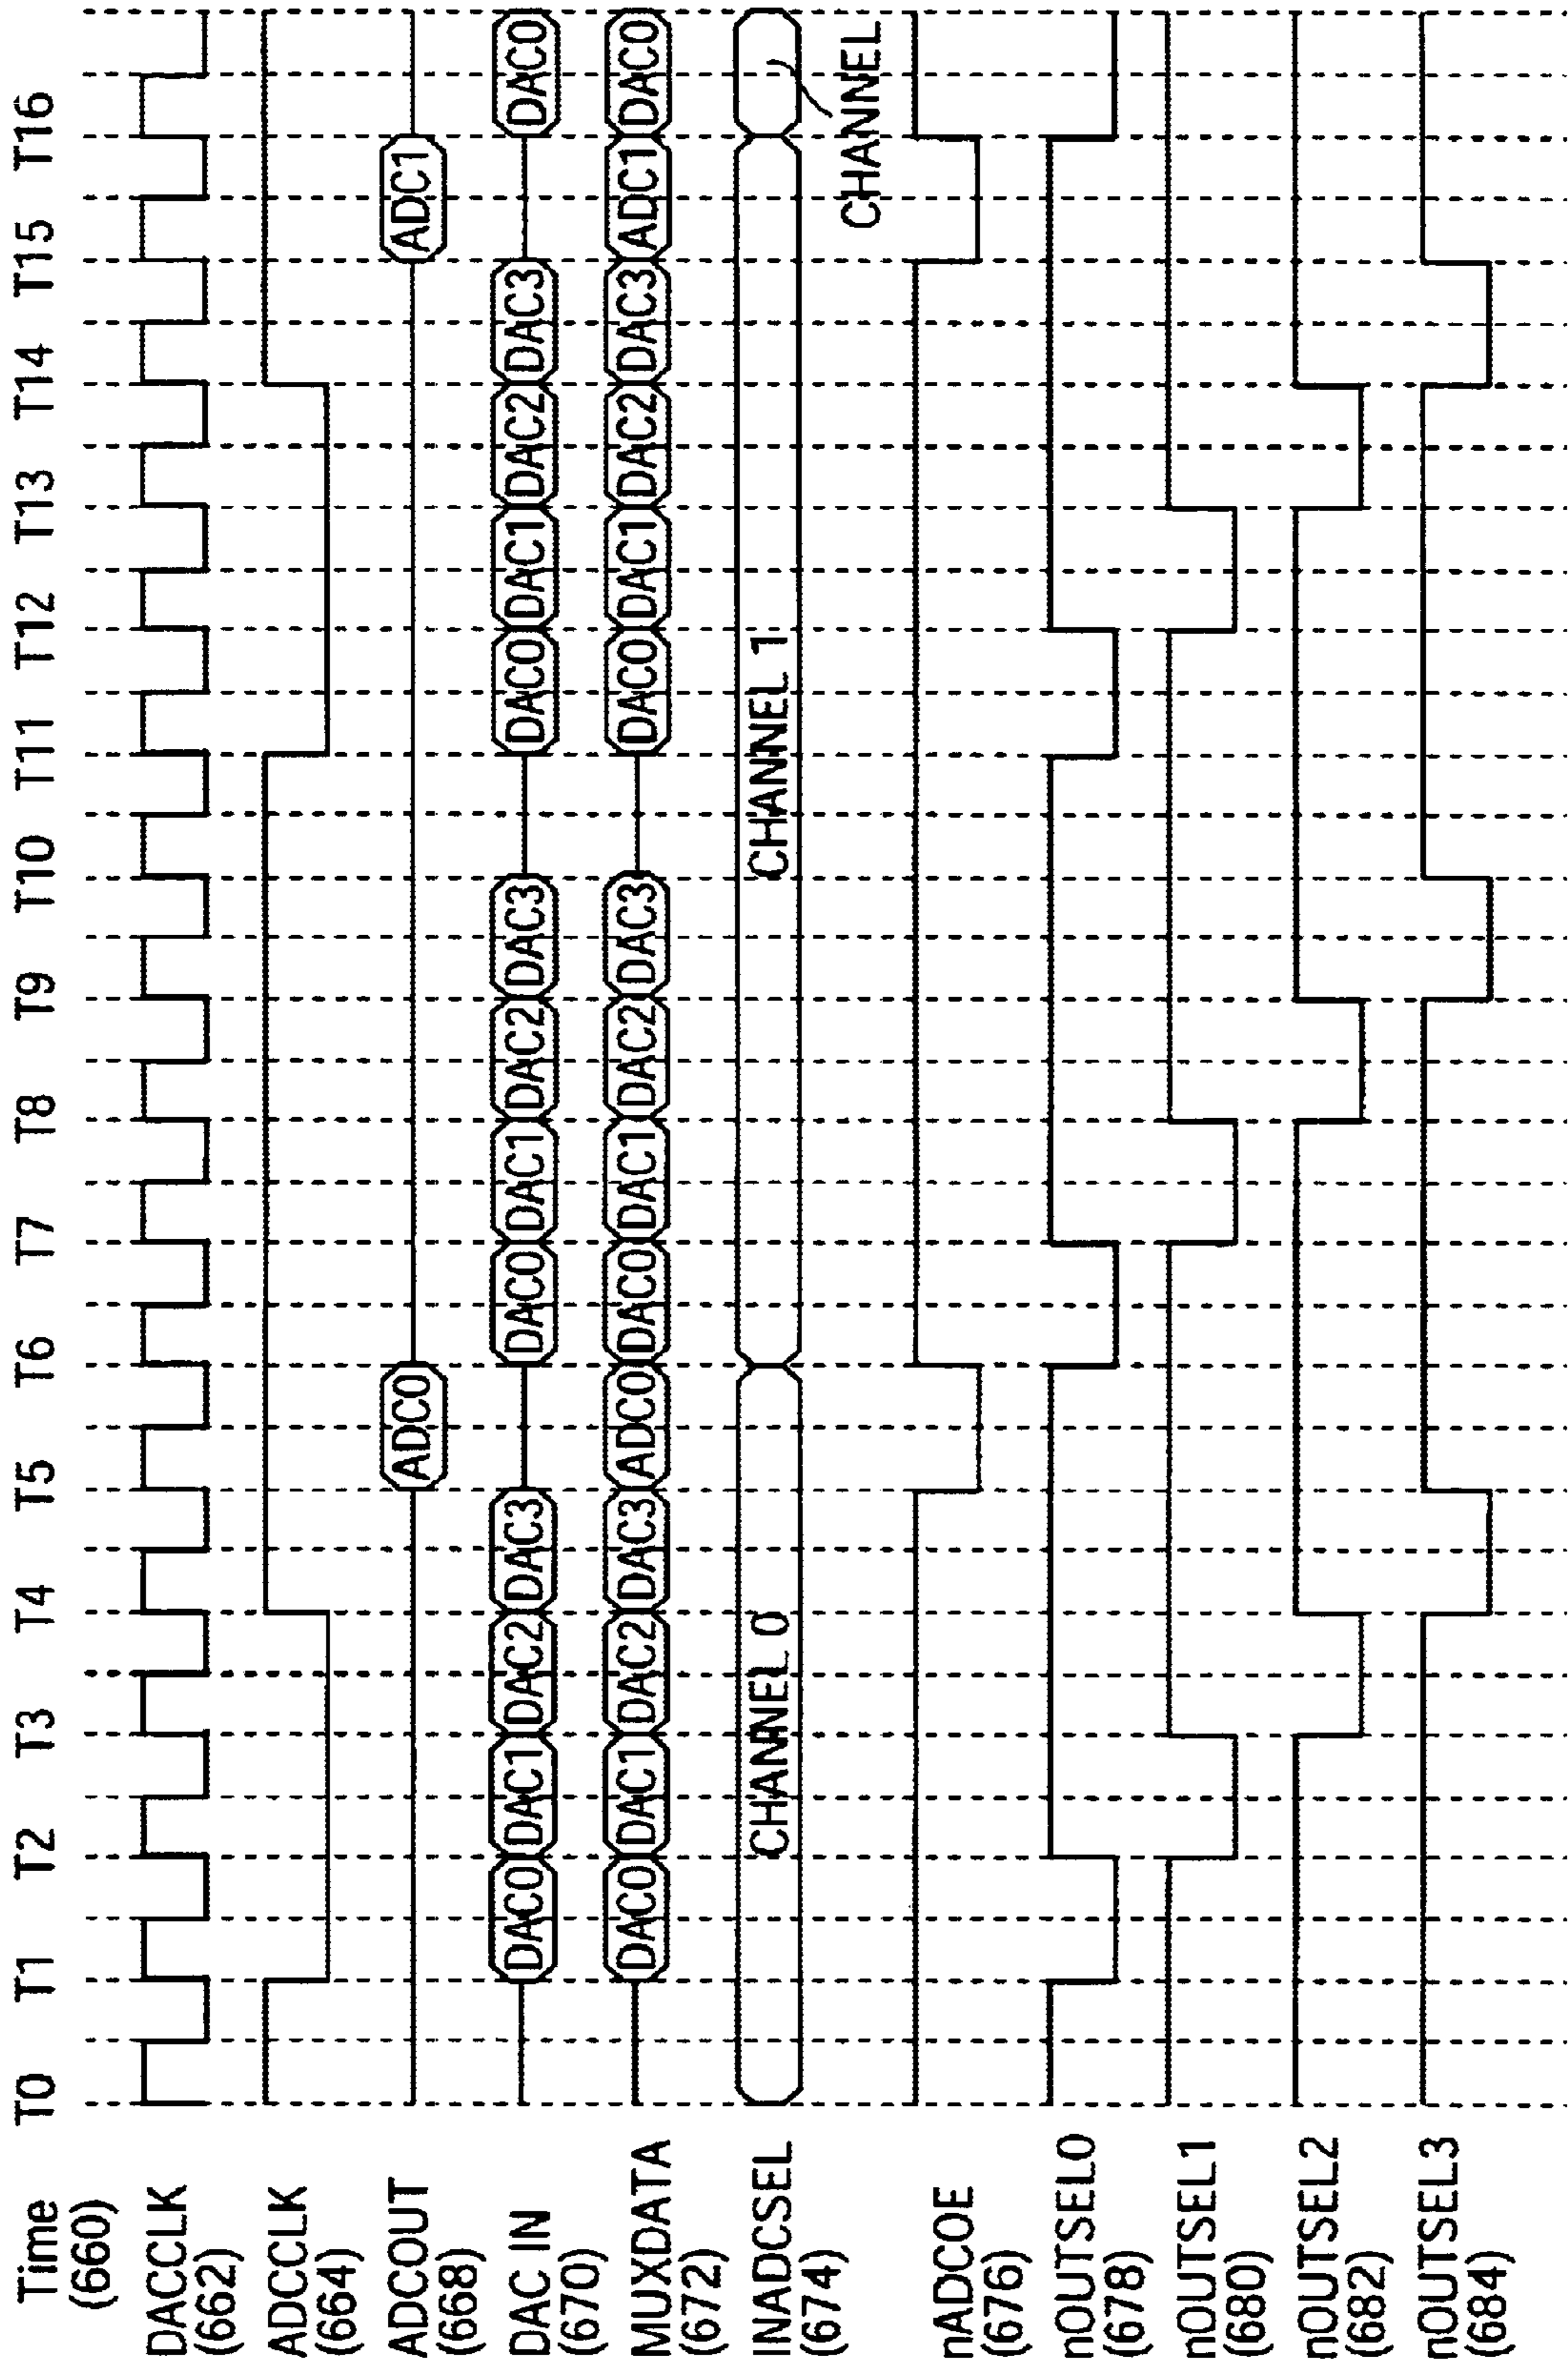 Time T0 T1 T2 T3 T4 T5 T6 T7 T8 T9 T10 T11 T12 T13 T14 T15 T16
(660)
DACCLK
(662)
ADCCLK
(664)
ADCOUT ADC0 ADC1
(668)
DAC IN DAC0 DAC1 DAC2 DAC3 DAC0 DAC1 DAC2 DAC3 DAC0 DAC1 DAC2 DAC3 DAC0
(670)
MUXDATA DAC0 DAC1 DAC2 DAC3 ADC0 DAC0 DAC1 DAC2 DAC3 DAC0 DAC1 DAC2 DAC3 ADC1 DAC0
(672)
INADCSEL CHANNEL 0 CHANNEL 1
(674)
CHANNEL
nADCOE
(676)
nOUTSEL0
(678)
nOUTSEL1
(680)
nOUTSEL2
(682)
nOUTSEL3
(684)